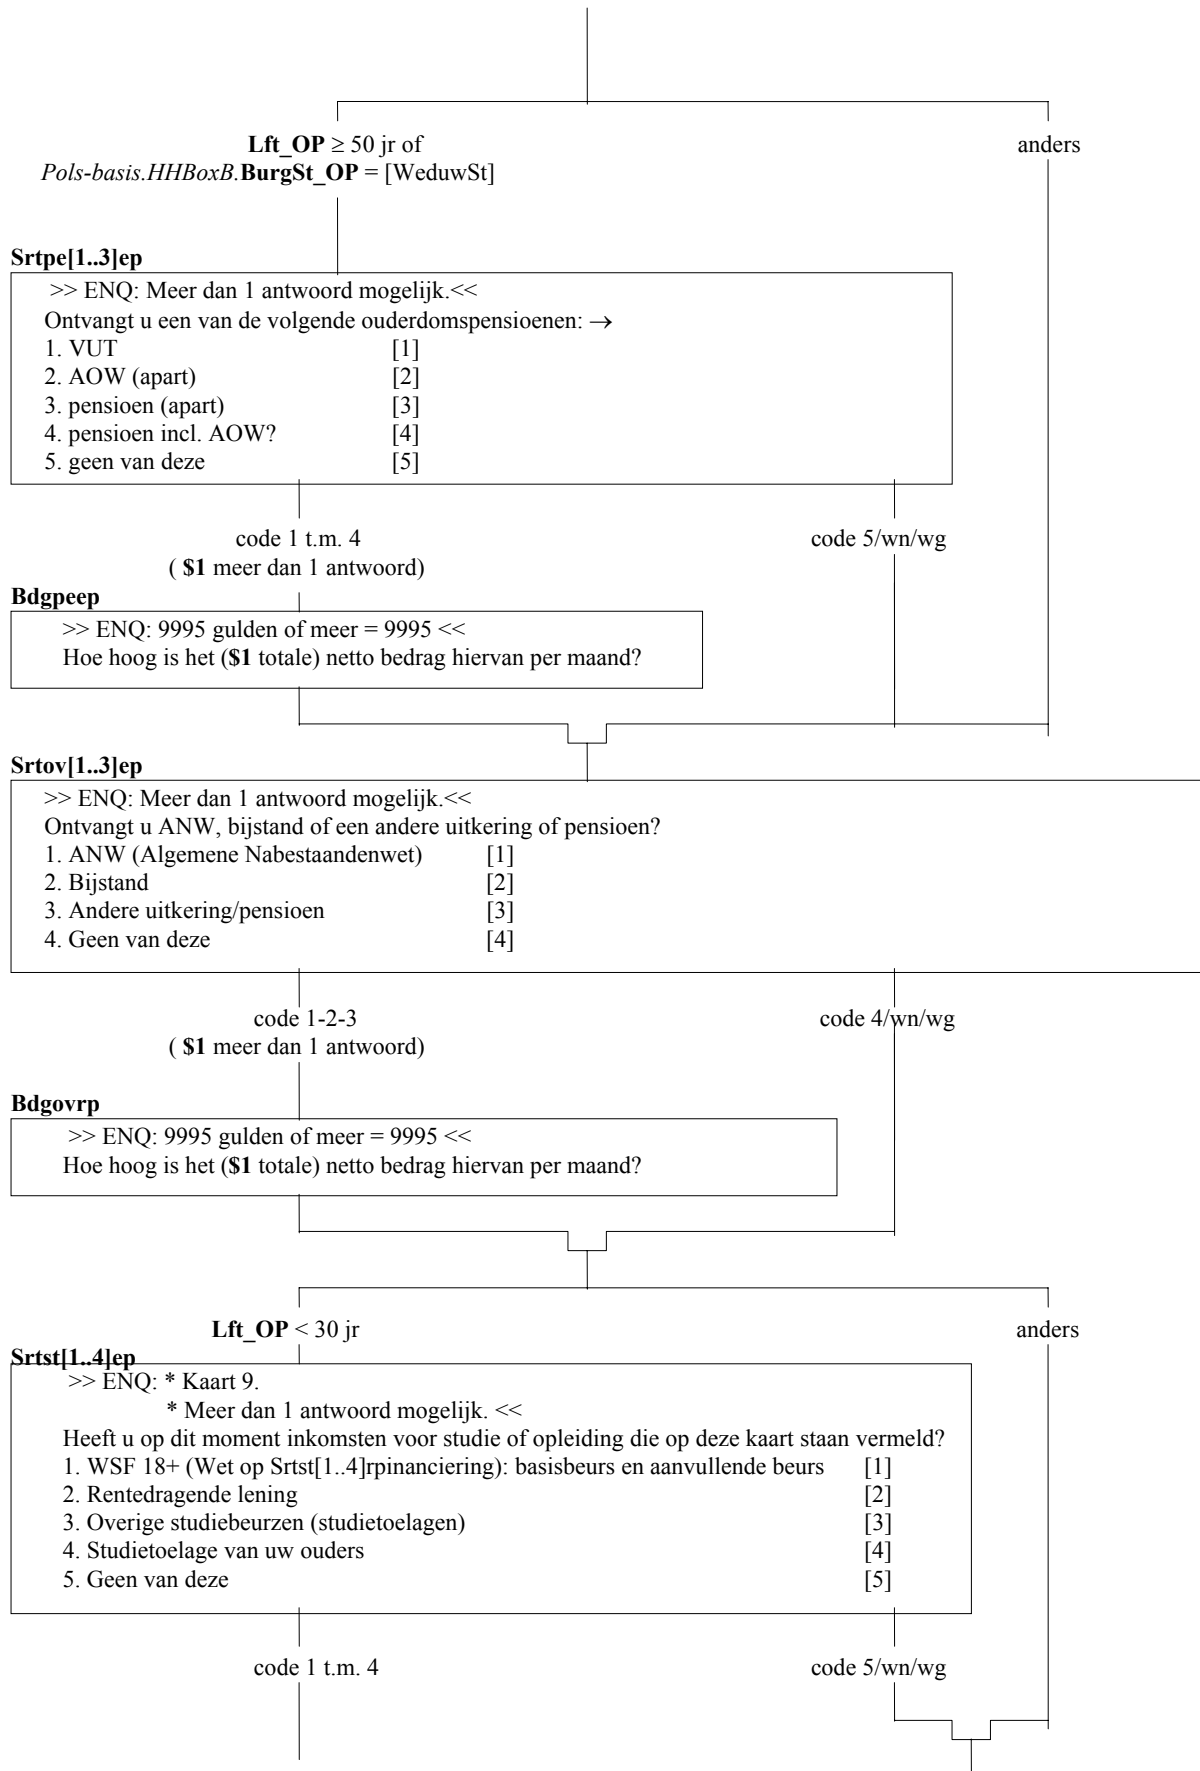 Lft_OP ≥ 50 jr of anders
Pols-basis.HHBoxB.BurgSt_OP = [WeduwSt]
Srtpe[1..3]ep
>> ENQ: Meer dan 1 antwoord mogelijk.<<
Ontvangt u een van de volgende ouderdomspensioenen: →
1. VUT [1]
2. AOW (apart) [2]
3. pensioen (apart) [3]
4. pensioen incl. AOW? [4]
5. geen van deze [5]
code 1 t.m. 4 code 5/wn/wg
( $1 meer dan 1 antwoord)
Bdgpeep
>> ENQ: 9995 gulden of meer = 9995 <<
Hoe hoog is het ($1 totale) netto bedrag hiervan per maand?
Srtov[1..3]ep
>> ENQ: Meer dan 1 antwoord mogelijk.<<
Ontvangt u ANW, bijstand of een andere uitkering of pensioen?
1. ANW (Algemene Nabestaandenwet) [1]
2. Bijstand [2]
3. Andere uitkering/pensioen [3]
4. Geen van deze [4]
code 1-2-3 code 4/wn/wg
( $1 meer dan 1 antwoord)
Bdgovrp
>> ENQ: 9995 gulden of meer = 9995 <<
Hoe hoog is het ($1 totale) netto bedrag hiervan per maand?
Lft_OP < 30 jr anders
Srtst[1..4]ep
>> ENQ: * Kaart 9.
* Meer dan 1 antwoord mogelijk. <<
Heeft u op dit moment inkomsten voor studie of opleiding die op deze kaart staan vermeld?
1. WSF 18+ (Wet op Srtst[1..4]rpinanciering): basisbeurs en aanvullende beurs [1]
2. Rentedragende lening [2]
3. Overige studiebeurzen (studietoelagen) [3]
4. Studietoelage van uw ouders [4]
5. Geen van deze [5]
code 1 t.m. 4 code 5/wn/wg